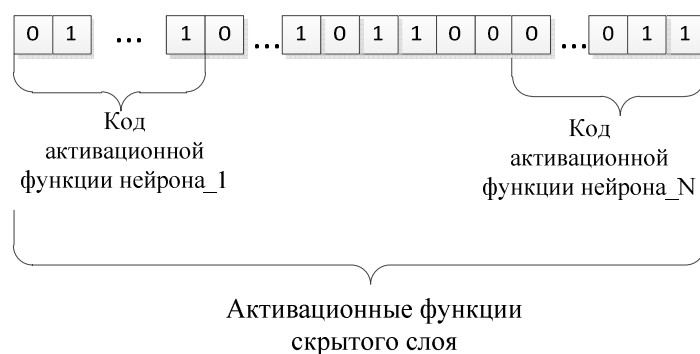 0 1 ... 1 0 ... 1 0 1 1 0 0 0 ... 0 1 1
Код
активационной
функции нейрона_1
Код
активационной
функции нейрона_N
Активационные функции
скрытого слоя